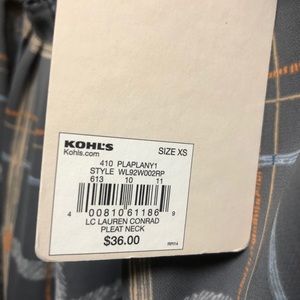 KOHL'S
Kohls.com
SIZE XS
410 PLAPLANY1
STYLE WL92W002RP
613 10 11
4 00810 61186 9
LC LAUREN CONRAD
PLEAT NECK
$36.00